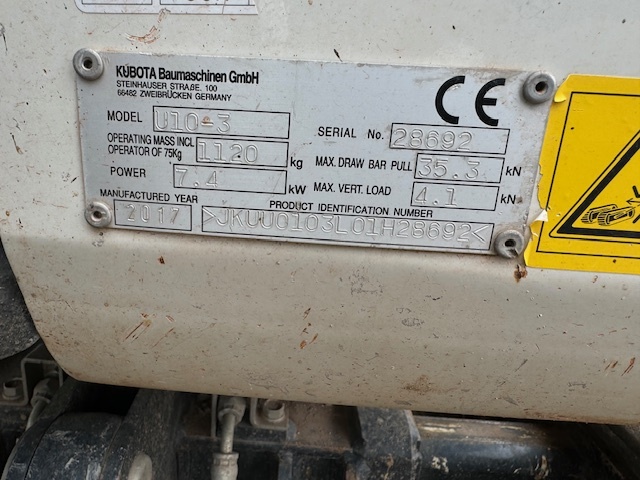 KUBOTA Baumaschinen GmbH
STEINHAUSER STRAßE. 100
66482 ZWEIBRÜCKEN GERMANY
CE
MODEL U10-3
SERIAL No. 28692
OPERATING MASS INCL
OPERATOR OF 75Kg 1120 kg
MAX. DRAW BAR PULL 35.3 kN
POWER 7.4 kW
MAX. VERT. LOAD 4.1 kN
MANUFACTURED YEAR
PRODUCT IDENTIFICATION NUMBER
2017 >JKUU0103L01H28692<